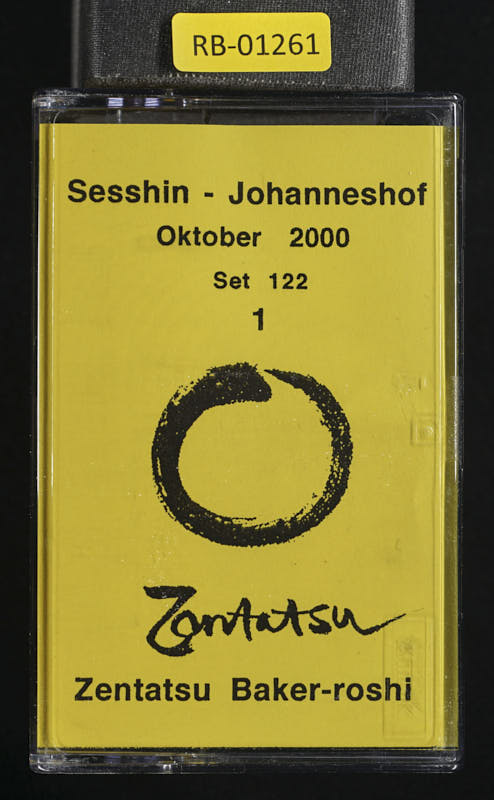 RB-01261
Sesshin - Johanneshof
Oktober 2000
Set 122
1
Zentatsu
Zentatsu Baker-roshi